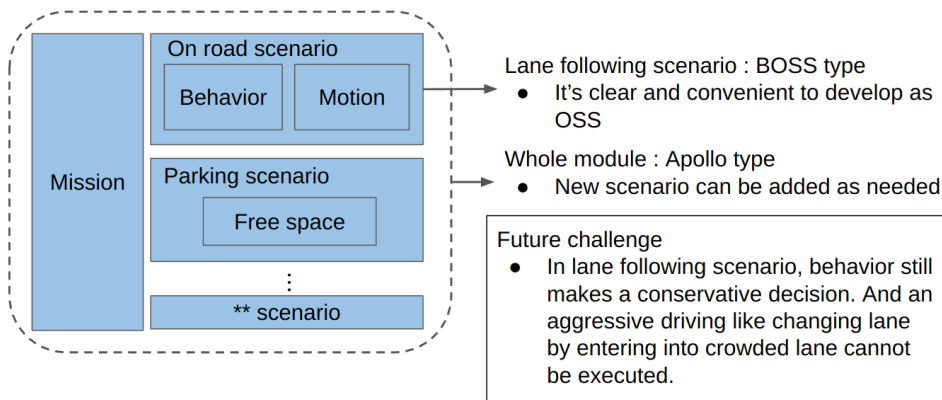 Mission
On road scenario
Behavior
Motion
Parking scenario
Free space
⋮
** scenario
Lane following scenario : BOSS type
● It’s clear and convenient to develop as
OSS
Whole module : Apollo type
● New scenario can be added as needed
Future challenge
● In lane following scenario, behavior still
makes a conservative decision. And an
aggressive driving like changing lane
by entering into crowded lane cannot
be executed.